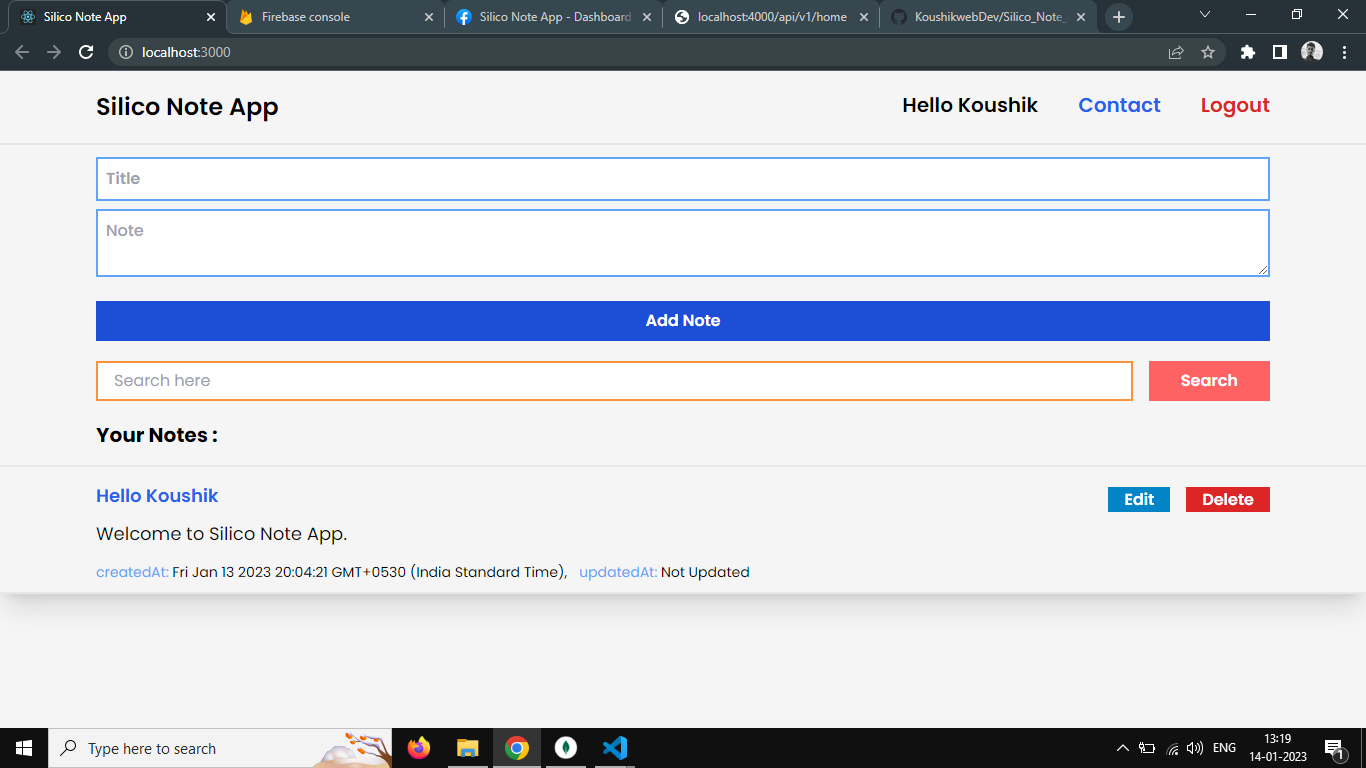 Silico Note App
Firebase console
Silico Note App - Dashboard
localhost:4000/api/v1/home
KoushikwebDev/Silico_Note_
localhost:3000
Silico Note App
Hello Koushik
Contact
Logout
Title
Note
Add Note
Search here
Search
Your Notes :
Hello Koushik
Edit
Delete
Welcome to Silico Note App.
createdAt: Fri Jan 13 2023 20:04:21 GMT+0530 (India Standard Time), updatedAt: Not Updated
Type here to search
ENG
13:19
14-01-2023
1